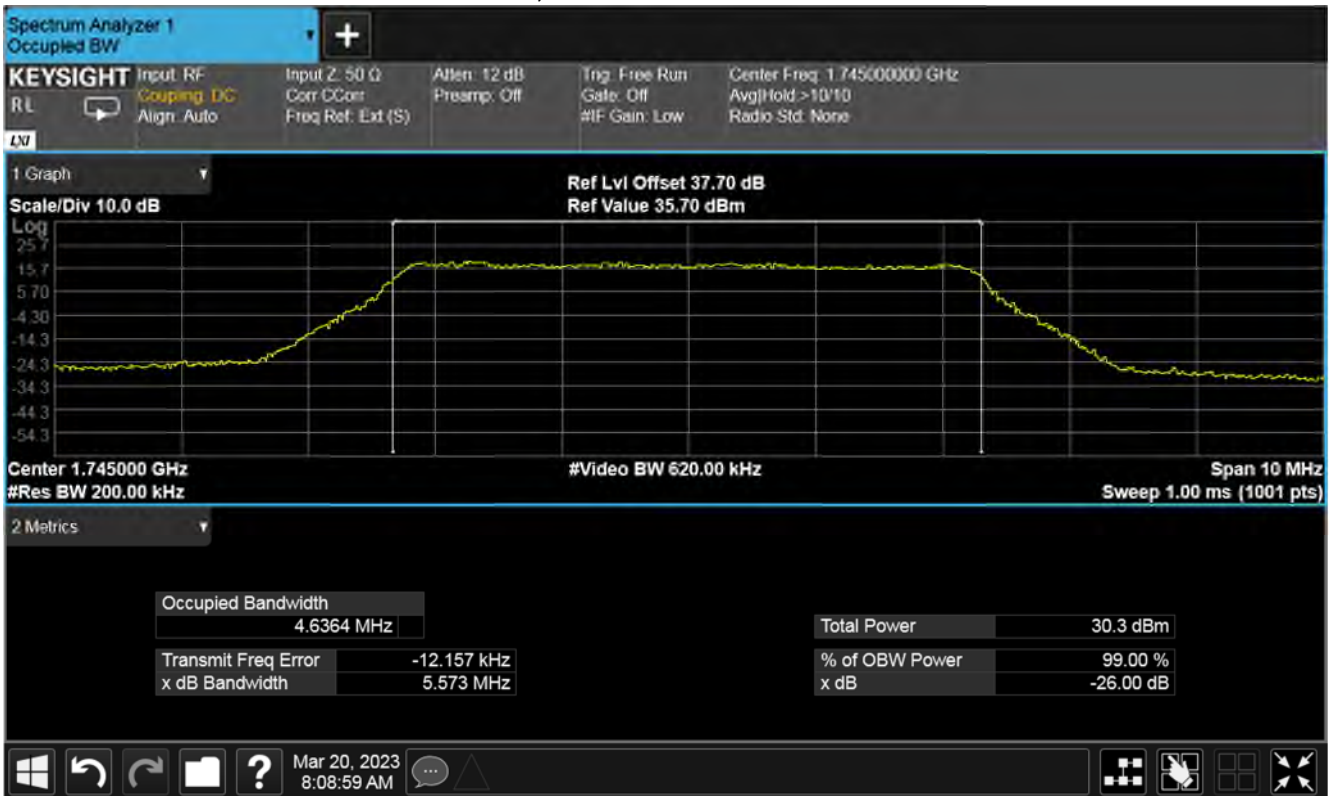 Spectrum Analyzer 1
Occupied BW
+
KEYSIGHT
RL
LXI
Input: RF
Coupling: DC
Align: Auto
Input Z: 50 Ω
Corr CCorr
Freq Ref: Ext (S)
Atten: 12 dB
Preamp: Off
Trig: Free Run
Gate: Off
#IF Gain: Low
Center Freq: 1.745000000 GHz
Avg|Hold:>10/10
Radio Std: None
1 Graph
Scale/Div 10.0 dB
Ref Lvl Offset 37.70 dB
Ref Value 35.70 dBm
Log
25.7
15.7
5.70
-4.30
-14.3
-24.3
-34.3
-44.3
-54.3
Center 1.745000 GHz
#Res BW 200.00 kHz
#Video BW 620.00 kHz
Span 10 MHz
Sweep 1.00 ms (1001 pts)
2 Metrics
Occupied Bandwidth
4.6364 MHz
Transmit Freq Error -12.157 kHz
x dB Bandwidth 5.573 MHz
Total Power 30.3 dBm
% of OBW Power 99.00 %
x dB -26.00 dB
?
Mar 20, 2023
8:08:59 AM